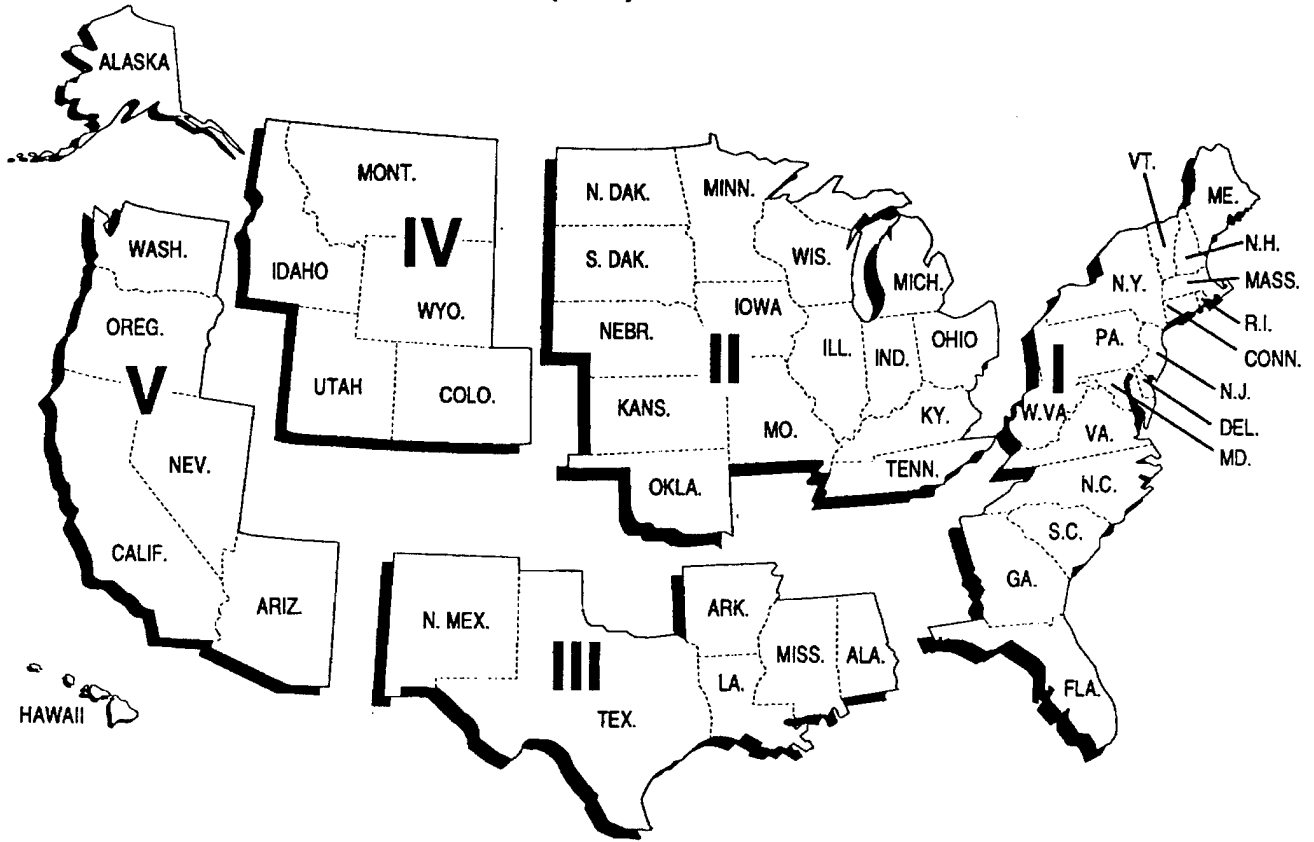 ALASKA
MONT.
N. DAK.
MINN.
VT.
ME.
WASH.
IV
IDAHO
S. DAK.
WIS.
MICH.
N.H.
N.Y.
MASS.
WYO.
IOWA
OREG.
NEBR.
II
ILL.
IND.
OHIO
PA.
I
R.I.
CONN.
V
UTAH
COLO.
KANS.
MO.
KY.
W.VA.
VA.
N.J.
DEL.
MD.
NEV.
OKLA.
TENN.
N.C.
S.C.
CALIF.
ARIZ.
N. MEX.
III
TEX.
ARK.
LA.
MISS.
ALA.
GA.
FLA.
HAWAII